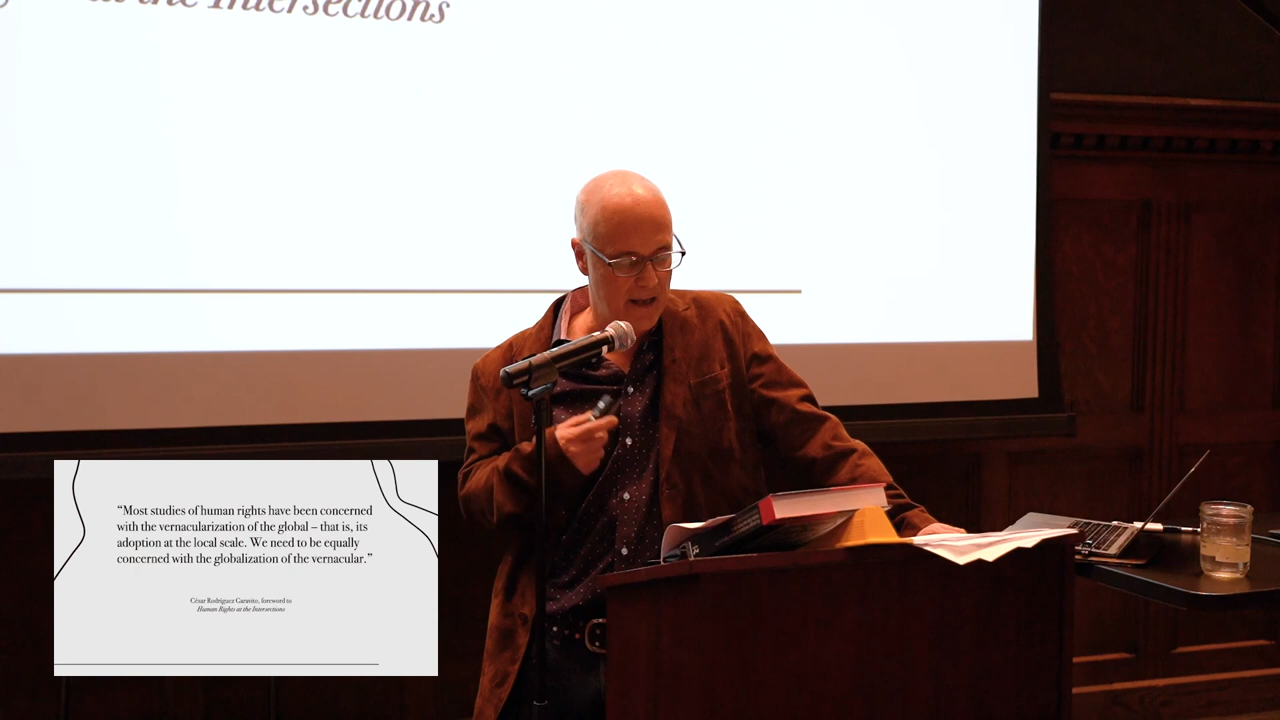 at the Intersections
“Most studies of human rights have been concerned
with the vernacularization of the global – that is, its
adoption at the local scale. We need to be equally
concerned with the globalization of the vernacular.”
César Rodríguez Garavito, foreword to
Human Rights at the Intersections